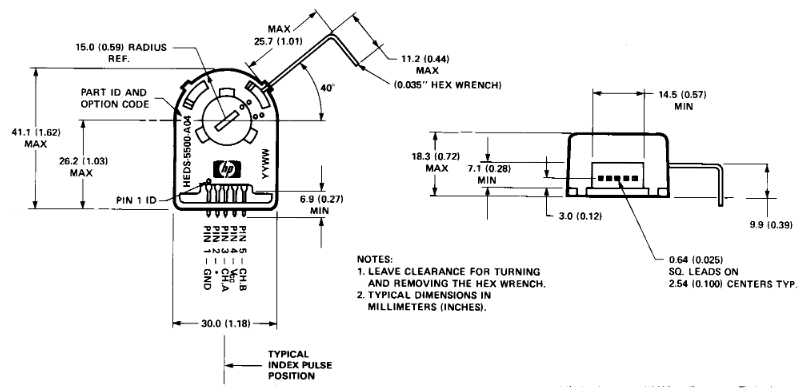 MAX
25.7 (1.01)
15.0 (0.59) RADIUS
REF.
11.2 (0.44)
MAX
(0.035" HEX WRENCH)
40°
PART ID AND
OPTION CODE
41.1 (1.62)
MAX
26.2 (1.03)
MAX
HEDS-5500-A04
YYWW
hp
PIN 1 ID
6.9 (0.27)
MIN
PIN 1 – GND
PIN 2 – *
PIN 3 – CH.A
PIN 4 – VCC
PIN 5 – CH.B
30.0 (1.18)
TYPICAL
INDEX PULSE
POSITION
14.5 (0.57)
MIN
18.3 (0.72)
MAX
7.1 (0.28)
MIN
3.0 (0.12)
9.9 (0.39)
0.64 (0.025)
SQ. LEADS ON
2.54 (0.100) CENTERS TYP.
NOTES:
1. LEAVE CLEARANCE FOR TURNING
AND REMOVING THE HEX WRENCH.
2. TYPICAL DIMENSIONS IN
MILLIMETERS (INCHES).